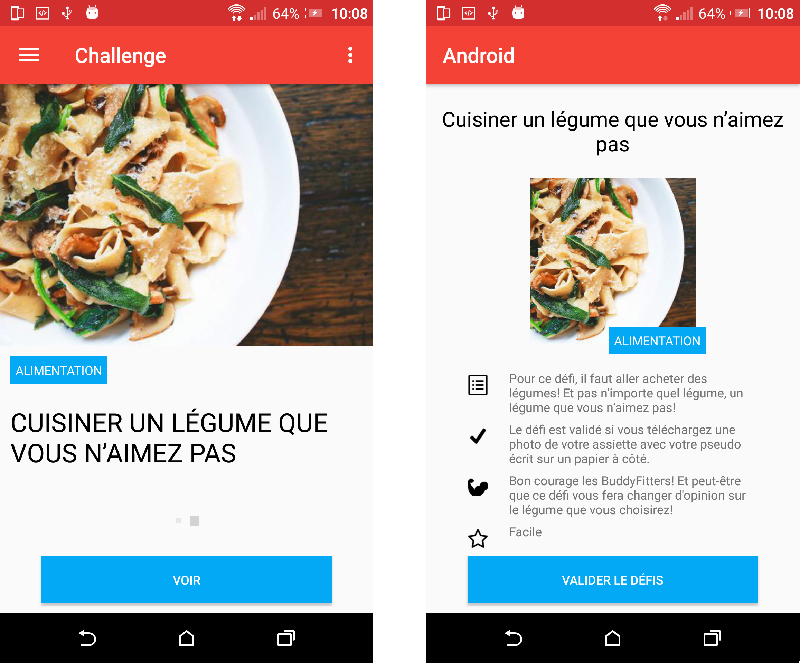 64% 10:08
Challenge
ALIMENTATION
CUISINER UN LÉGUME QUE
VOUS N’AIMEZ PAS
VOIR
64% 10:08
Android
Cuisiner un légume que vous n’aimez
pas
ALIMENTATION
Pour ce défi, il faut aller acheter des
légumes! Et pas n'importe quel légume, un
légume que vous n'aimez pas!
Le défi est validé si vous téléchargez une
photo de votre assiette avec votre pseudo
écrit sur un papier à côté.
Bon courage les BuddyFitters! Et peut-être
que ce défi vous fera changer d'opinion sur
le légume que vous choisirez!
Facile
VALIDER LE DÉFIS